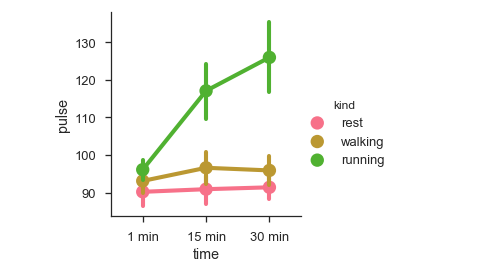 130
120
110
100
90
pulse
1 min 15 min 30 min
time
kind
rest
walking
running